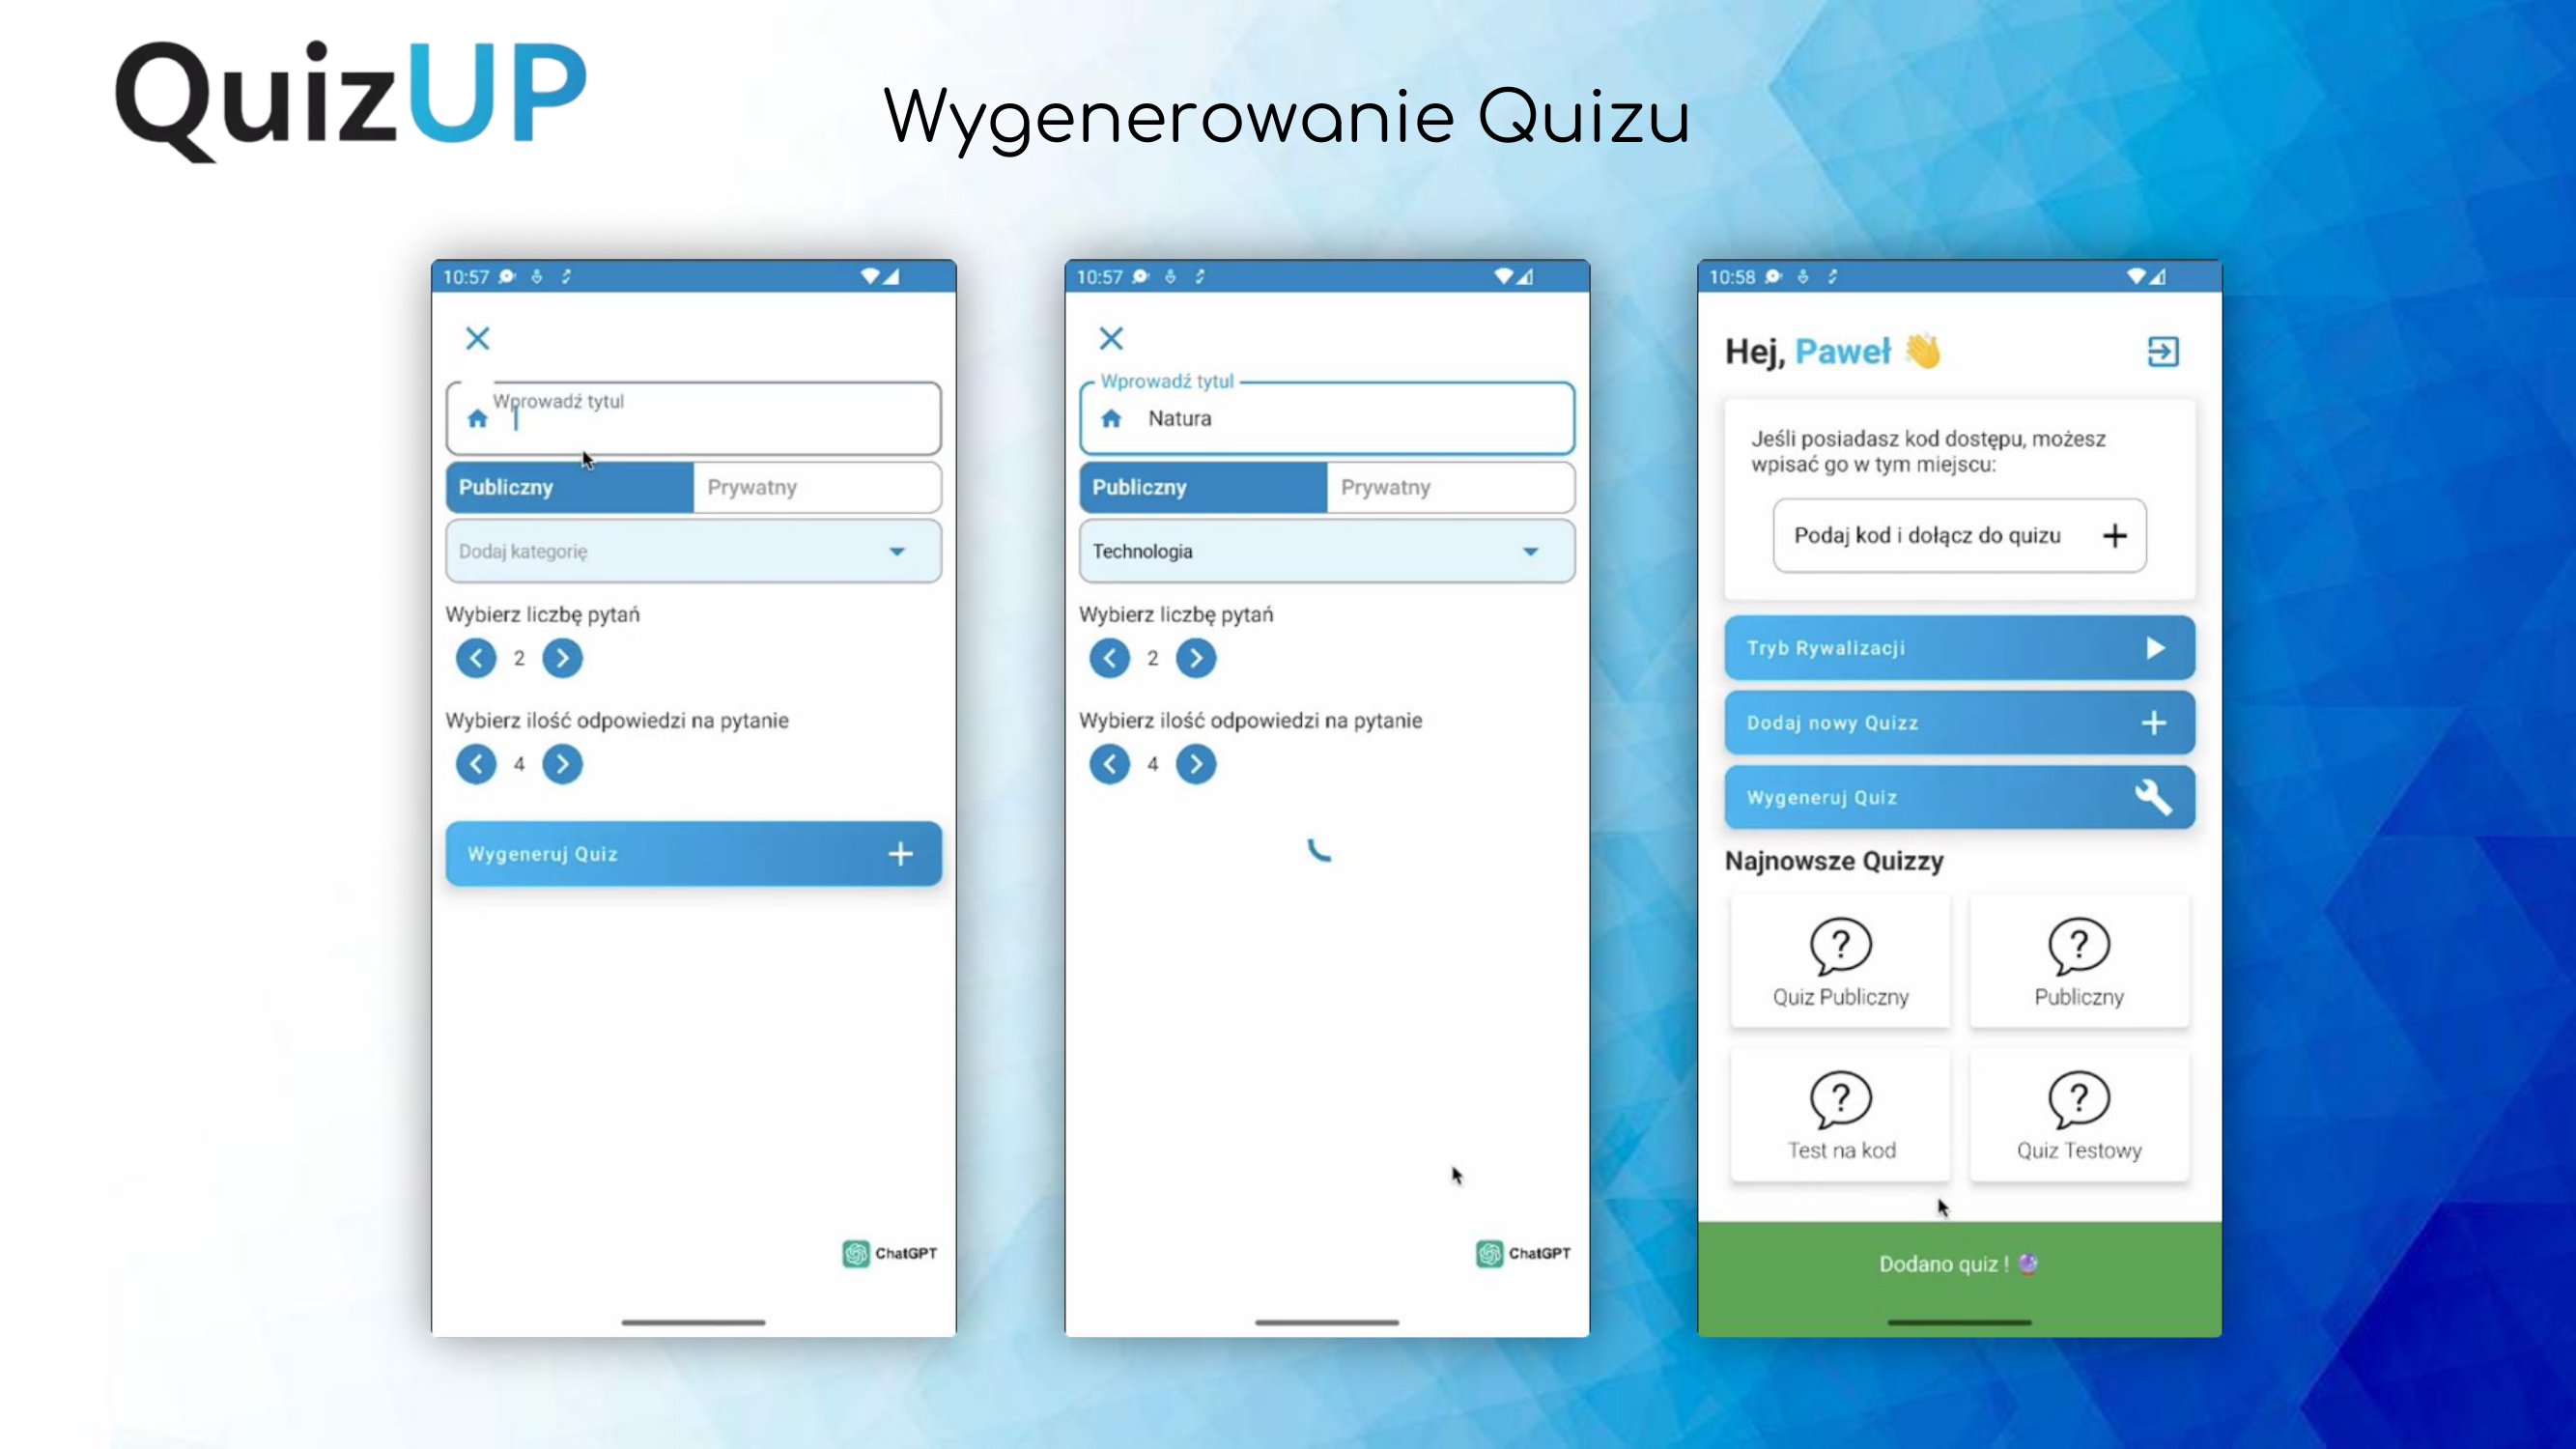 QuizUP
Wygenerowanie Quizu
10:57
Wprowadź tytul
Publiczny
Prywatny
Dodaj kategorię
Wybierz liczbę pytań
2
Wybierz ilość odpowiedzi na pytanie
4
Wygeneruj Quiz
ChatGPT
10:57
Wprowadź tytul
Natura
Publiczny
Prywatny
Technologia
Wybierz liczbę pytań
2
Wybierz ilość odpowiedzi na pytanie
4
ChatGPT
10:58
Hej, Paweł 👋
Jeśli posiadasz kod dostępu, możesz
wpisać go w tym miejscu:
Podaj kod i dołącz do quizu
Tryb Rywalizacji
Dodaj nowy Quizz
Wygeneruj Quiz
Najnowsze Quizzy
Quiz Publiczny
Publiczny
Test na kod
Quiz Testowy
Dodano quiz ! 🔮